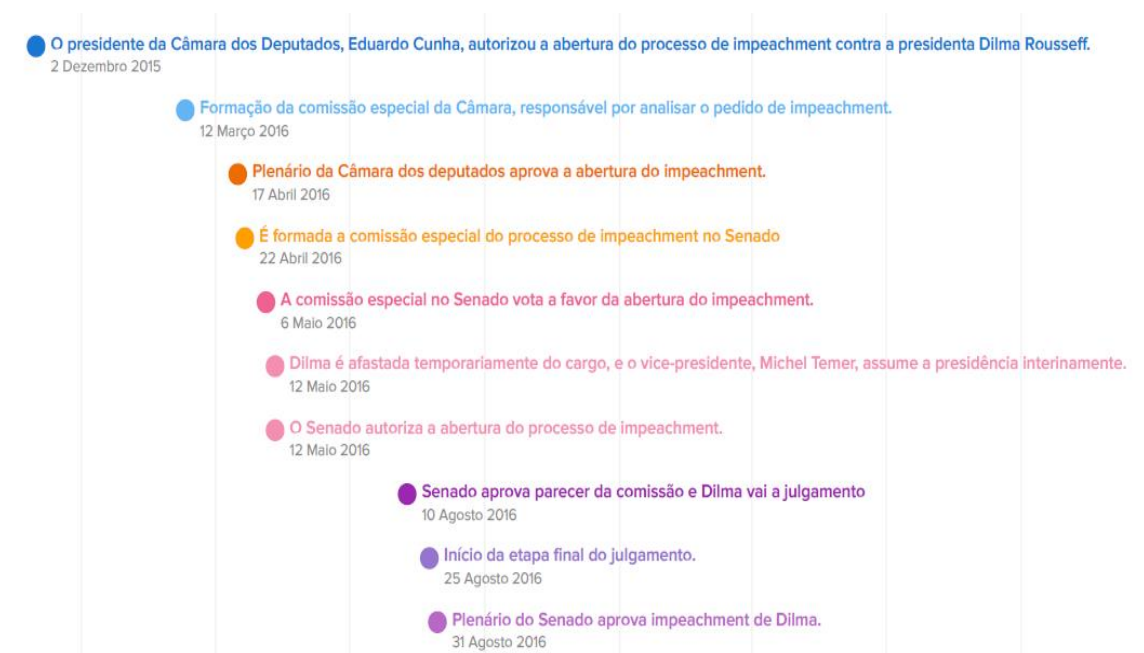 O presidente da Câmara dos Deputados, Eduardo Cunha, autorizou a abertura do processo de impeachment contra a presidenta Dilma Rousseff.
2 Dezembro 2015
Formação da comissão especial da Câmara, responsável por analisar o pedido de impeachment.
12 Março 2016
Plenário da Câmara dos deputados aprova a abertura do impeachment.
17 Abril 2016
É formada a comissão especial do processo de impeachment no Senado
22 Abril 2016
A comissão especial no Senado vota a favor da abertura do impeachment.
6 Maio 2016
Dilma é afastada temporariamente do cargo, e o vice-presidente, Michel Temer, assume a presidência interinamente.
12 Maio 2016
O Senado autoriza a abertura do processo de impeachment.
12 Maio 2016
Senado aprova parecer da comissão e Dilma vai a julgamento
10 Agosto 2016
Início da etapa final do julgamento.
25 Agosto 2016
Plenário do Senado aprova impeachment de Dilma.
31 Agosto 2016